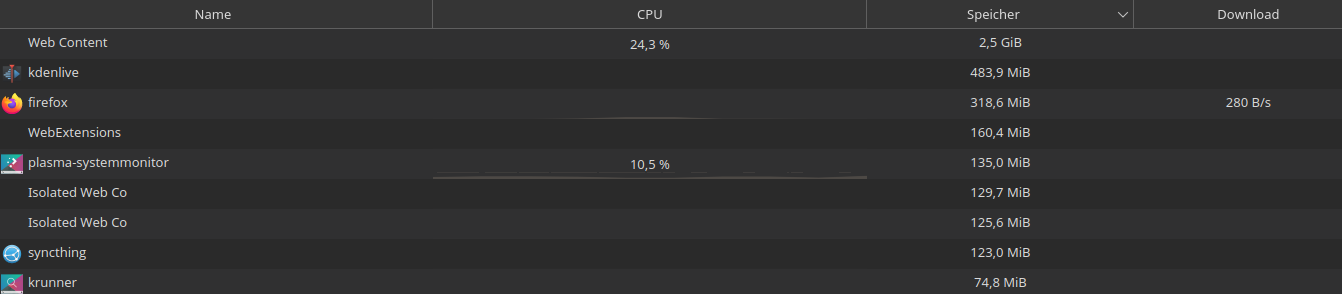 Name CPU Speicher Download
Web Content 24,3 % 2,5 GiB
kdenlive 483,9 MiB
firefox 318,6 MiB 280 B/s
WebExtensions 160,4 MiB
plasma-systemmonitor 10,5 % 135,0 MiB
Isolated Web Co 129,7 MiB
Isolated Web Co 125,6 MiB
syncthing 123,0 MiB
krunner 74,8 MiB